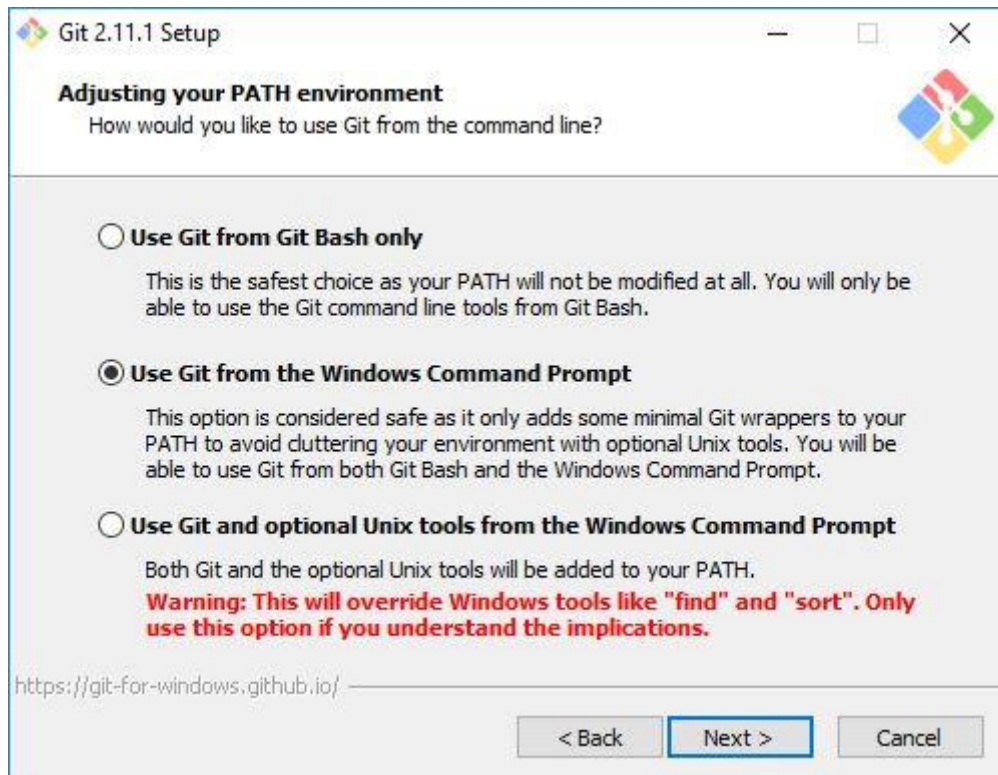 Git 2.11.1 Setup
Adjusting your PATH environment
How would you like to use Git from the command line?
Use Git from Git Bash only
This is the safest choice as your PATH will not be modified at all. You will only be
able to use the Git command line tools from Git Bash.
Use Git from the Windows Command Prompt
This option is considered safe as it only adds some minimal Git wrappers to your
PATH to avoid cluttering your environment with optional Unix tools. You will be
able to use Git from both Git Bash and the Windows Command Prompt.
Use Git and optional Unix tools from the Windows Command Prompt
Both Git and the optional Unix tools will be added to your PATH.
Warning: This will override Windows tools like "find" and "sort". Only
use this option if you understand the implications.
https://git-for-windows.github.io/
< Back Next > Cancel